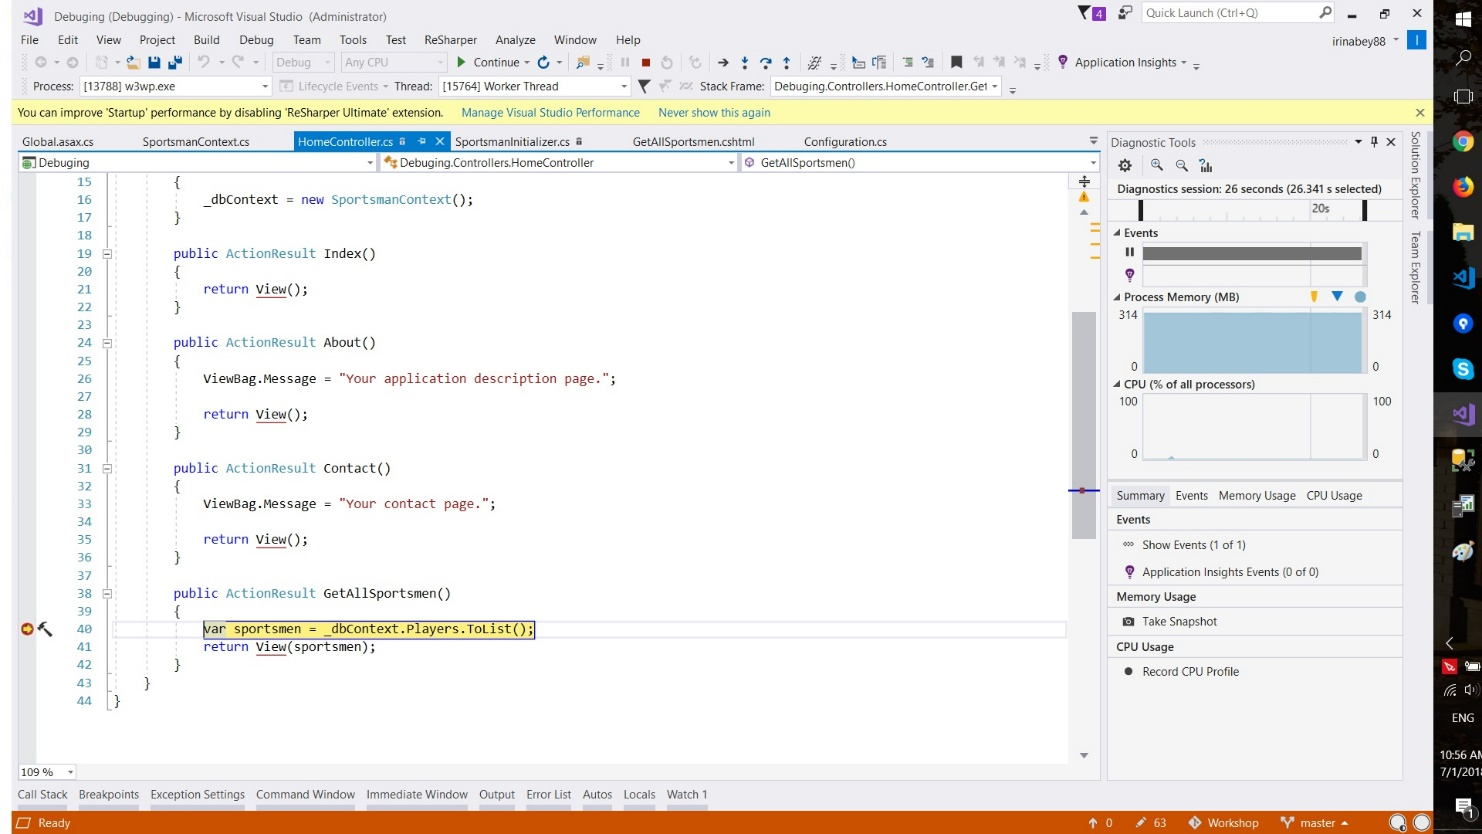 Debuging (Debugging) - Microsoft Visual Studio (Administrator)
4
Quick Launch (Ctrl+Q)
File Edit View Project Build Debug Team Tools Test ReSharper Analyze Window Help
irinabey88
I
Debug Any CPU Continue Application Insights
Process: [13788] w3wp.exe Lifecycle Events Thread: [15764] Worker Thread Stack Frame: Debuging.Controllers.HomeController.Get
You can improve 'Startup' performance by disabling 'ReSharper Ultimate' extension. Manage Visual Studio Performance Never show this again
Global.asax.cs SportsmanContext.cs HomeController.cs SportsmanInitializer.cs GetAllSportsmen.cshtml Configuration.cs
Debuging Debuging.Controllers.HomeController GetAllSportsmen()
15 {
16 _dbContext = new SportsmanContext();
17 }
18
19 public ActionResult Index()
20 {
21 return View();
22 }
23
24 public ActionResult About()
25 {
26 ViewBag.Message = "Your application description page.";
27
28 return View();
29 }
30
31 public ActionResult Contact()
32 {
33 ViewBag.Message = "Your contact page.";
34
35 return View();
36 }
37
38 public ActionResult GetAllSportsmen()
39 {
40 var sportsmen = _dbContext.Players.ToList();
41 return View(sportsmen);
42 }
43 }
44 }
109 %
Diagnostic Tools
Diagnostics session: 26 seconds (26.341 s selected)
20s
Events
Process Memory (MB)
314 314
0 0
CPU (% of all processors)
100 100
0 0
Summary Events Memory Usage CPU Usage
Events
Show Events (1 of 1)
Application Insights Events (0 of 0)
Memory Usage
Take Snapshot
CPU Usage
Record CPU Profile
Solution Explorer
Team Explorer
Call Stack Breakpoints Exception Settings Command Window Immediate Window Output Error List Autos Locals Watch 1
Ready
0 63 Workshop master
ENG
10:56 AM
7/1/2018
1